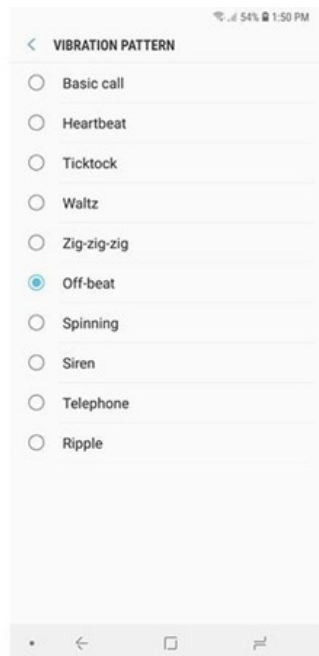 54% 1:50 PM
VIBRATION PATTERN
Basic call
Heartbeat
Ticktock
Waltz
Zig-zig-zig
Off-beat
Spinning
Siren
Telephone
Ripple